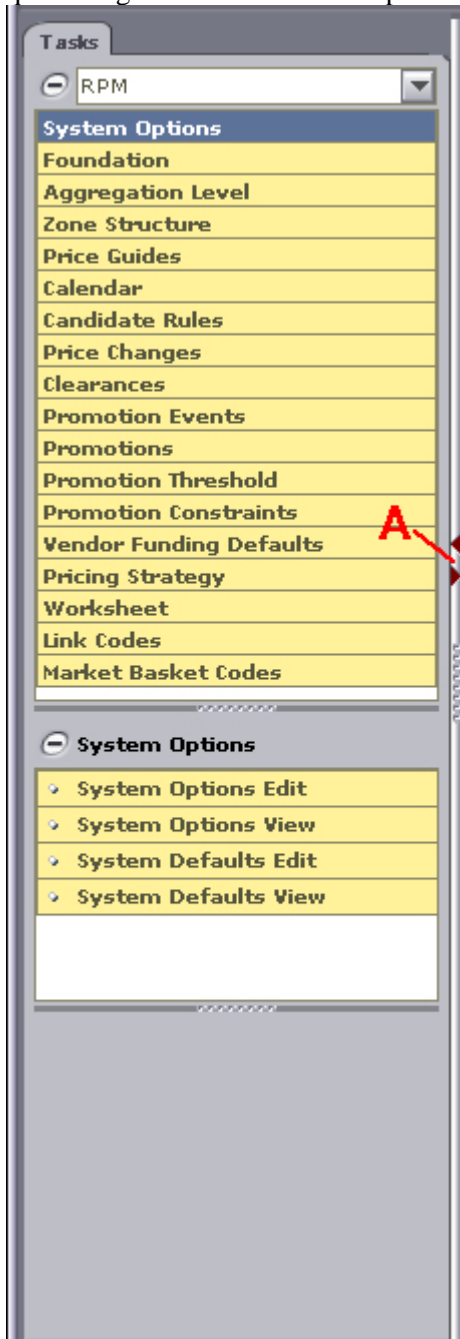 Tasks
RPM
System Options
Foundation
Aggregation Level
Zone Structure
Price Guides
Calendar
Candidate Rules
Price Changes
Clearances
Promotion Events
Promotions
Promotion Threshold
Promotion Constraints
A
Vendor Funding Defaults
Pricing Strategy
Worksheet
Link Codes
Market Basket Codes
System Options
System Options Edit
System Options View
System Defaults Edit
System Defaults View